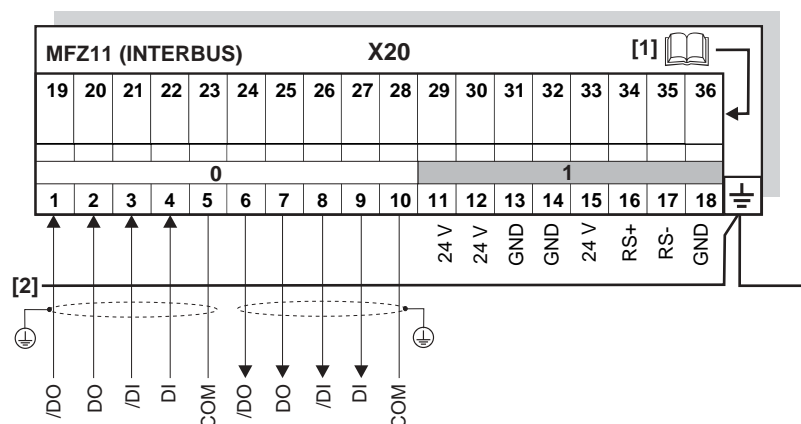 MFZ11 (INTERBUS) X20 [1]
19 20 21 22 23 24 25 26 27 28 29 30 31 32 33 34 35 36
0 1
1 2 3 4 5 6 7 8 9 10 11 12 13 14 15 16 17 18
24 V 24 V GND GND 24 V RS+ RS- GND
[2]
/DO DO /DI DI COM /DO DO /DI DI COM